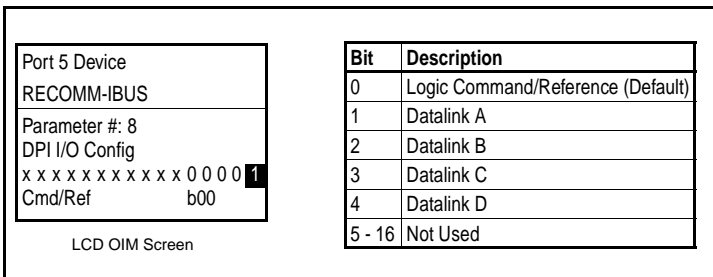 Port 5 Device
RECOMM-IBUS
Parameter #: 8
DPI I/O Config
x x x x x x x x x x x 0 0 0 0 1
Cmd/Ref b00
LCD OIM Screen
Bit Description
0 Logic Command/Reference (Default)
1 Datalink A
2 Datalink B
3 Datalink C
4 Datalink D
5 - 16 Not Used